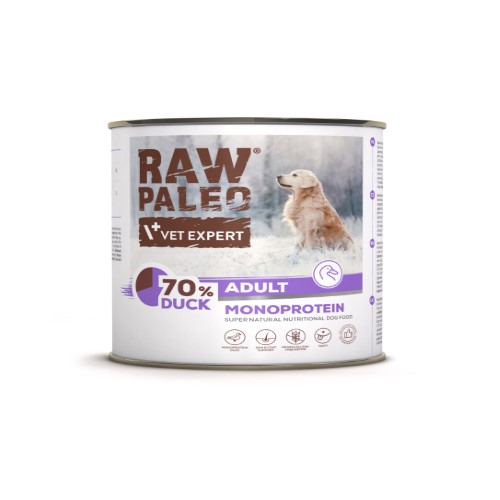 RAW®
PALEO
VET EXPERT
70%
DUCK
ADULT
MONOPROTEIN
SUPER NATURAL NUTRITIONAL DOG FOOD